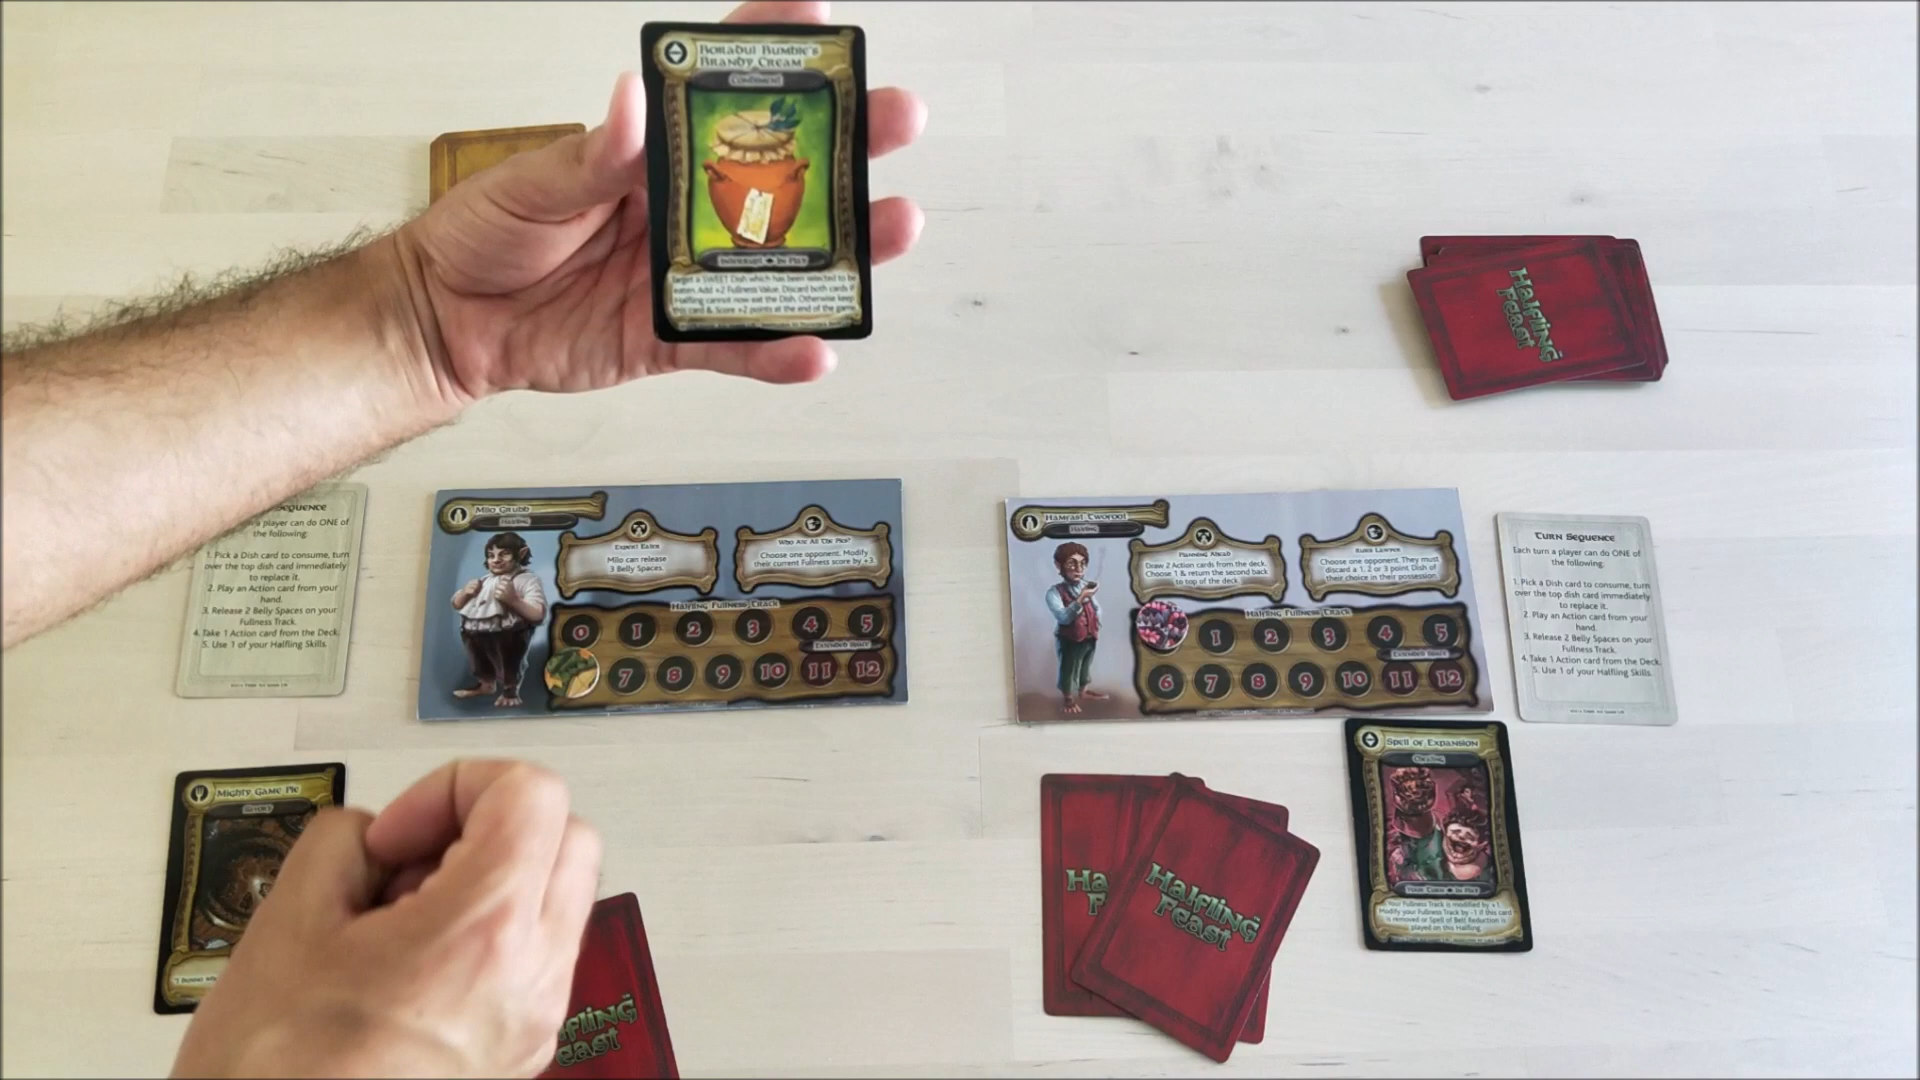 Brandy Cream
Condiment
Interrupt In Play
Target a SWEET Dish which has been selected to be
eaten. Add +2 Fullness Value. Discard both cards if
Halfling cannot now eat the Dish. Otherwise keep
this card & Score +2 points at the end of the game.
Halfling
Feast
Sequence
a player can do ONE of
the following:
1. Pick a Dish card to consume, turn
over the top dish card immediately
to replace it.
2. Play an Action card from your
hand.
3. Release 2 Belly Spaces on your
Fullness Track.
4. Take 1 Action card from the Deck.
5. Use 1 of your Halfling Skills.
Milo Grubb
Halfling
Expert Eater
Milo can release
3 Belly Spaces.
Who Ate All The Pies?
Choose one opponent. Modify
their current Fullness score by +3.
Halfling Fullness Track
0 1 2 3 4 5
Extended Space
7 8 9 10 11 12
Hamfast Twofoot
Halfling
Planning Ahead
Draw 2 Action cards from the deck.
Choose 1 & return the second back
to top of the deck.
Rules Lawyer
Choose one opponent. They must
discard a 1, 2 or 3 point Dish of
their choice in their possession.
Halfling Fullness Track
1 2 3 4 5
Extended Space
6 7 8 9 10 11 12
Turn Sequence
Each turn a player can do ONE of
the following:
1. Pick a Dish card to consume, turn
over the top dish card immediately
to replace it.
2. Play an Action card from your
hand.
3. Release 2 Belly Spaces on your
Fullness Track.
4. Take 1 Action card from the Deck.
5. Use 1 of your Halfling Skills.
Mighty Game Pie
Savory
Spell of Expansion
Cheating
Your Turn In Play
Your Fullness Track is modified by +1.
Modify your Fullness Track by -1 if this card
is removed or Spell of Belt Reduction is
played on this Halfling.
Ha
F
Halfling
Feast
lfling
east